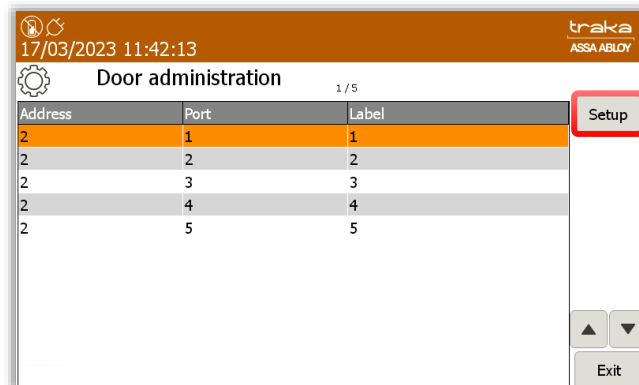 17/03/2023 11:42:13
traka
ASSA ABLOY
Door administration
1 / 5
Address Port Label
Setup
2 1 1
2 2 2
2 3 3
2 4 4
2 5 5
Exit